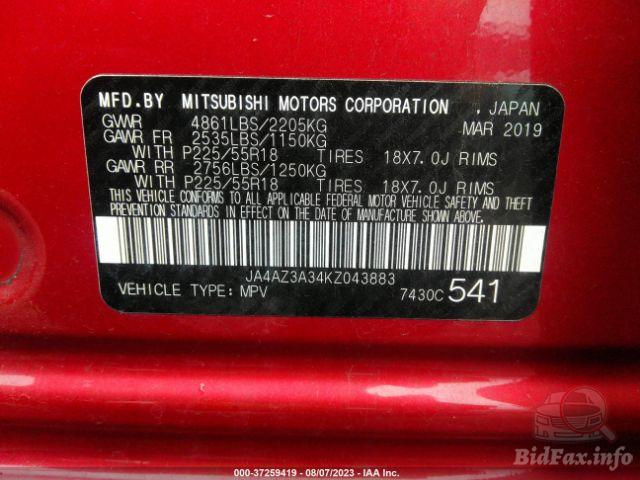 MFD.BY MITSUBISHI MOTORS CORPORATION , JAPAN
GVWR 4861LBS/2205KG MAR 2019
GAWR FR 2535LBS/1150KG
WITH P225/55R18 TIRES 18X7.0J RIMS
GAWR RR 2756LBS/1250KG
WITH P225/55R18 TIRES 18X7.0J RIMS
THIS VEHICLE CONFORMS TO ALL APPLICABLE FEDERAL MOTOR VEHICLE SAFETY AND THEFT
PREVENTION STANDARDS IN EFFECT ON THE DATE OF MANUFACTURE SHOWN ABOVE.
JA4AZ3A34KZ043883
VEHICLE TYPE: MPV 7430C 541
BidFax.info
000-37259419 - 08/07/2023 - IAA Inc.